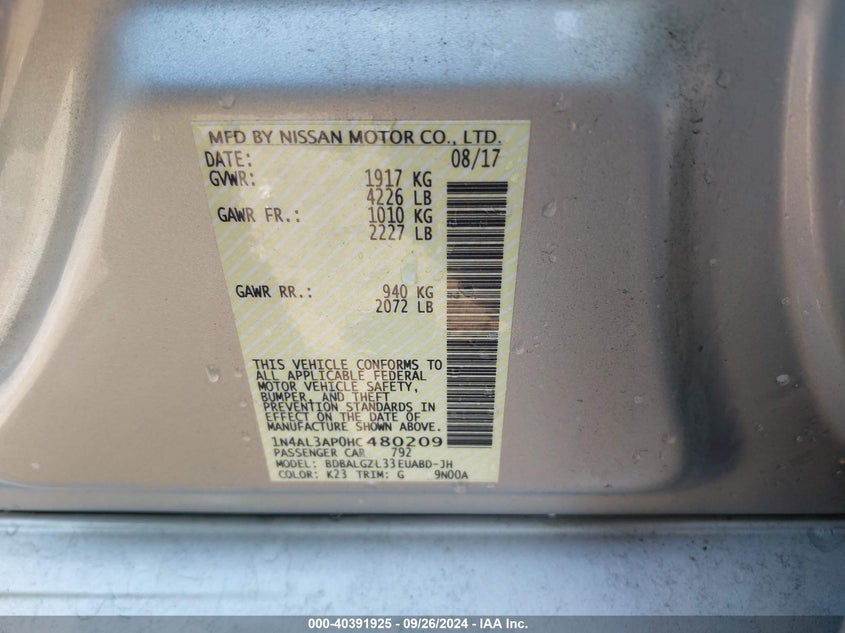 MFD BY NISSAN MOTOR CO., LTD.
DATE: 08/17
GVWR: 1917 KG
4226 LB
GAWR FR.: 1010 KG
2227 LB
GAWR RR.: 940 KG
2072 LB
THIS VEHICLE CONFORMS TO
ALL APPLICABLE FEDERAL
MOTOR VEHICLE SAFETY,
BUMPER, AND THEFT
PREVENTION STANDARDS IN
EFFECT ON THE DATE OF
MANUFACTURE SHOWN ABOVE.
1N4AL3AP0HC480209
PASSENGER CAR 792
MODEL: BDBALGZL33EUABD-JH
COLOR: K23 TRIM: G 9N00A
000-40391925 / 09/26/2024 - IAA Inc.